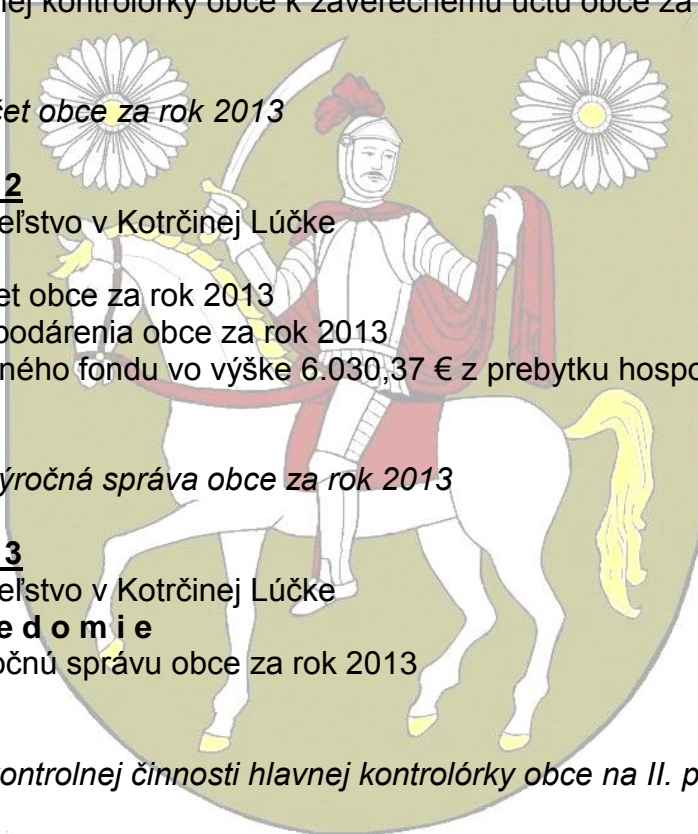 nej kontrolórky obce k záverečnému účtu obce za
čet obce za rok 2013
2
eľstvo v Kotrčinej Lúčke
et obce za rok 2013
podárenia obce za rok 2013
ného fondu vo výške 6.030,37 € z prebytku hospo
ýročná správa obce za rok 2013
3
eľstvo v Kotrčinej Lúčke
e d o m i e
očnú správu obce za rok 2013
kontrolnej činnosti hlavnej kontrolórky obce na II. p